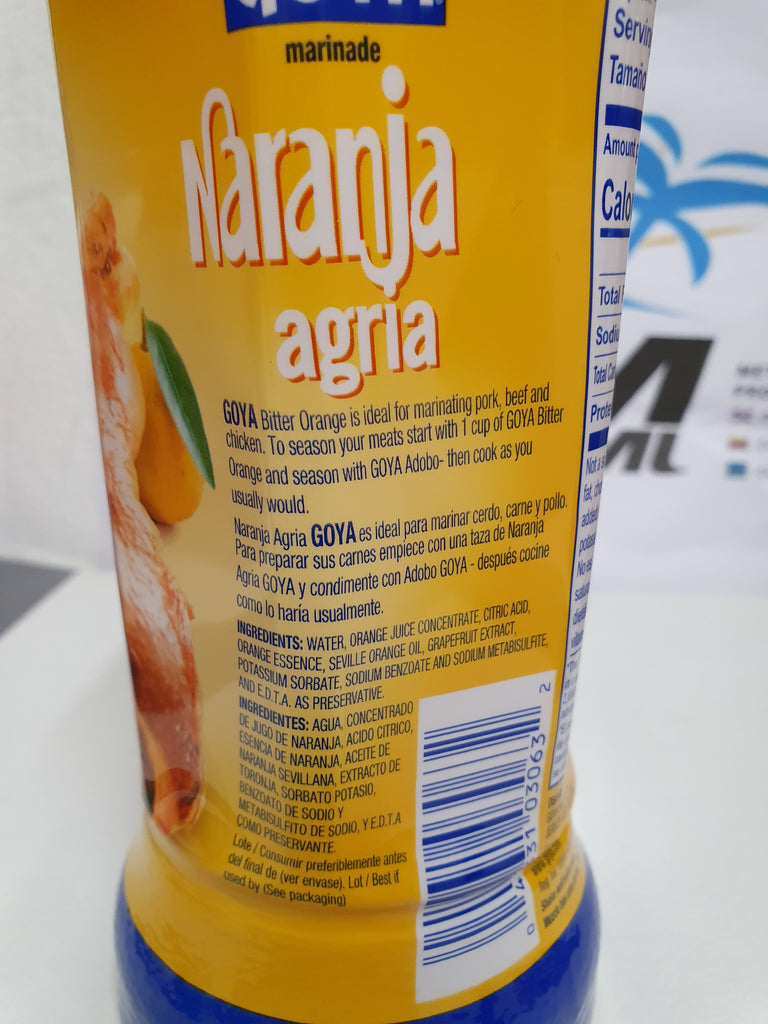 marinade
Naranja
agria
GOYA Bitter Orange is ideal for marinating pork, beef and
chicken. To season your meats start with 1 cup of GOYA Bitter
Orange and season with GOYA Adobo- then cook as you
usually would.
Naranja Agria GOYA es ideal para marinar cerdo, carne y pollo.
Para preparar sus carnes empiece con una taza de Naranja
Agria GOYA y condimente con Adobo GOYA - después cocine
como lo haría usualmente.
INGREDIENTS: WATER, ORANGE JUICE CONCENTRATE, CITRIC ACID,
ORANGE ESSENCE, SEVILLE ORANGE OIL, GRAPEFRUIT EXTRACT,
POTASSIUM SORBATE, SODIUM BENZOATE AND SODIUM METABISULFITE,
AND E.D.T.A. AS PRESERVATIVE.
INGREDIENTES: AGUA, CONCENTRADO
DE JUGO DE NARANJA, ACIDO CITRICO,
ESENCIA DE NARANJA, ACEITE DE
NARANJA SEVILLANA, EXTRACTO DE
TORONJA, SORBATO POTASIO,
BENZOATO DE SODIO Y
METABISULFITO DE SODIO, Y E.D.T.A
COMO PRESERVANTE.
Lote / Consumir preferiblemente antes
del final de (ver envase). Lot / Best if
used by (See packaging)
0 41331 03063 2
Amount
Total